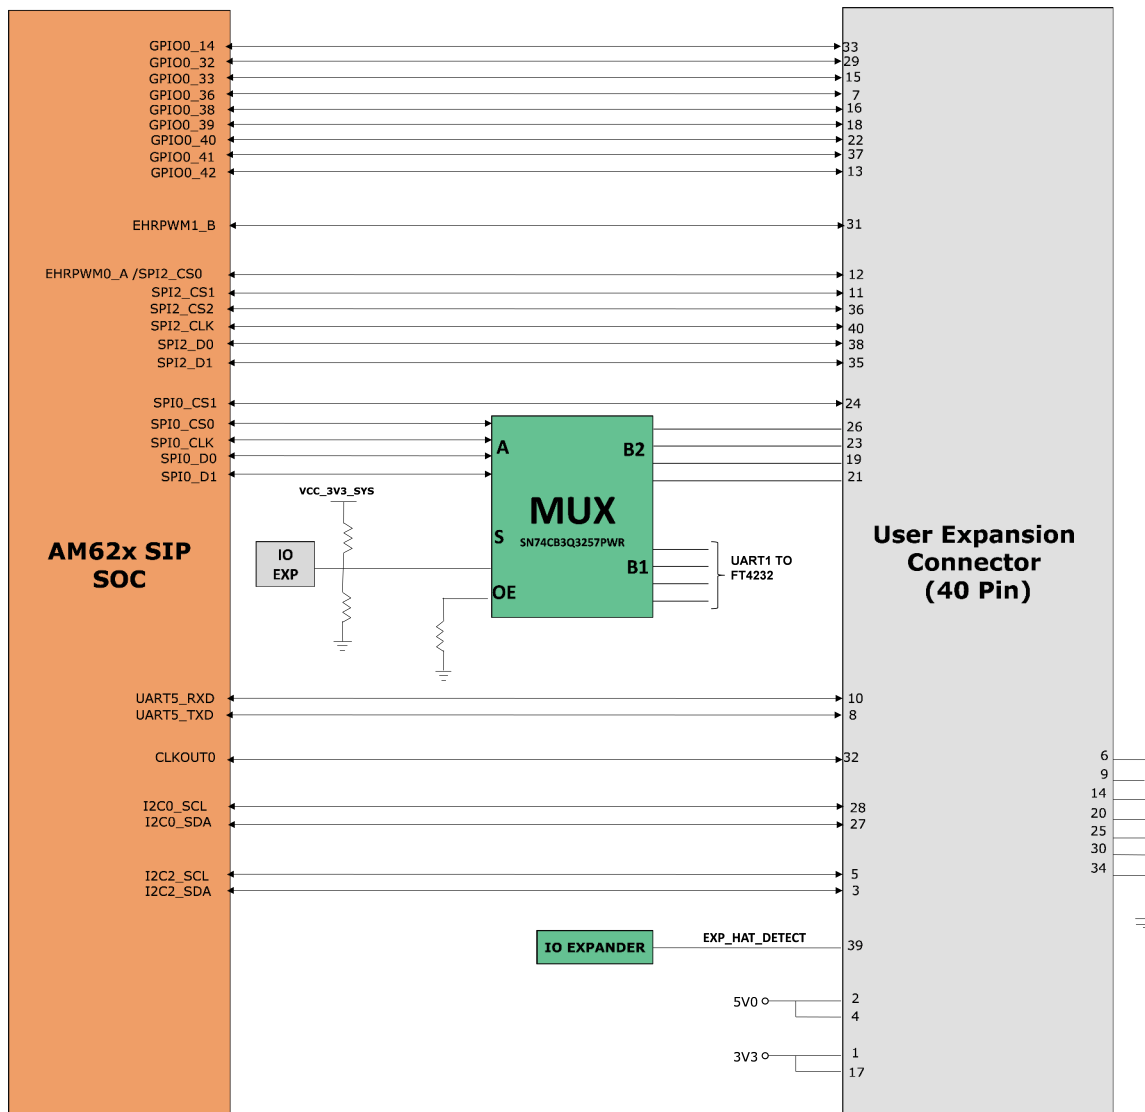 GPIO0_14 33
GPIO0_32 29
GPIO0_33 15
GPIO0_36 7
GPIO0_38 16
GPIO0_39 18
GPIO0_40 22
GPIO0_41 37
GPIO0_42 13
EHRPWM1_B 31
EHRPWM0_A /SPI2_CS0 12
SPI2_CS1 11
SPI2_CS2 36
SPI2_CLK 40
SPI2_D0 38
SPI2_D1 35
SPI0_CS1 24
SPI0_CS0 26
SPI0_CLK A B2 23
SPI0_D0 19
SPI0_D1 21
VCC_3V3_SYS
MUX
SN74CB3Q3257PWR
S
IO
EXP
B1
UART1 TO
FT4232
OE
AM62x SIP
SOC
User Expansion
Connector
(40 Pin)
UART5_RXD 10
UART5_TXD 8
CLKOUT0 32
I2C0_SCL 28
I2C0_SDA 27
I2C2_SCL 5
I2C2_SDA 3
6
9
14
20
25
30
34
IO EXPANDER EXP_HAT_DETECT 39
5V0 2
4
3V3 1
17